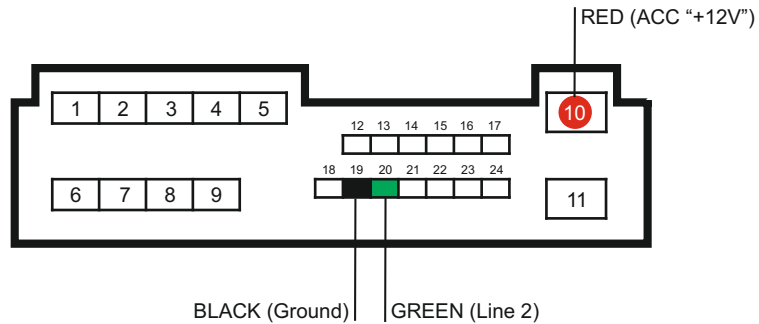 RED (ACC “+12V”)
1 2 3 4 5
10
12 13 14 15 16 17
18 19 20 21 22 23 24
6 7 8 9
11
BLACK (Ground)
GREEN (Line 2)